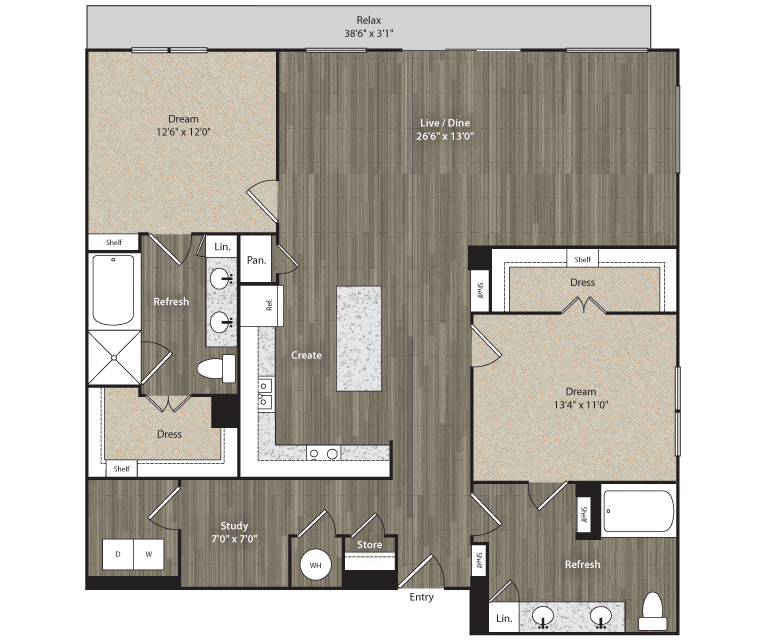 Relax
38'6" x 3'1"
Dream
12'6" x 12'0"
Live / Dine
26'6" x 13'0"
Shelf
Lin.
Pan.
Shelf
Dress
Shelf
Ref.
Refresh
Create
Dream
13'4" x 11'0"
Dress
Shelf
Study
7'0" x 7'0"
Shelf
Store
D
W
WH
Shelf
Refresh
Entry
Lin.